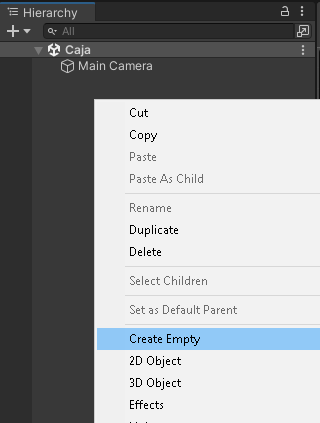 Hierarchy
All
Caja
Main Camera
Cut
Copy
Paste
Paste As Child
Rename
Duplicate
Delete
Select Children
Set as Default Parent
Create Empty
2D Object
3D Object
Effects